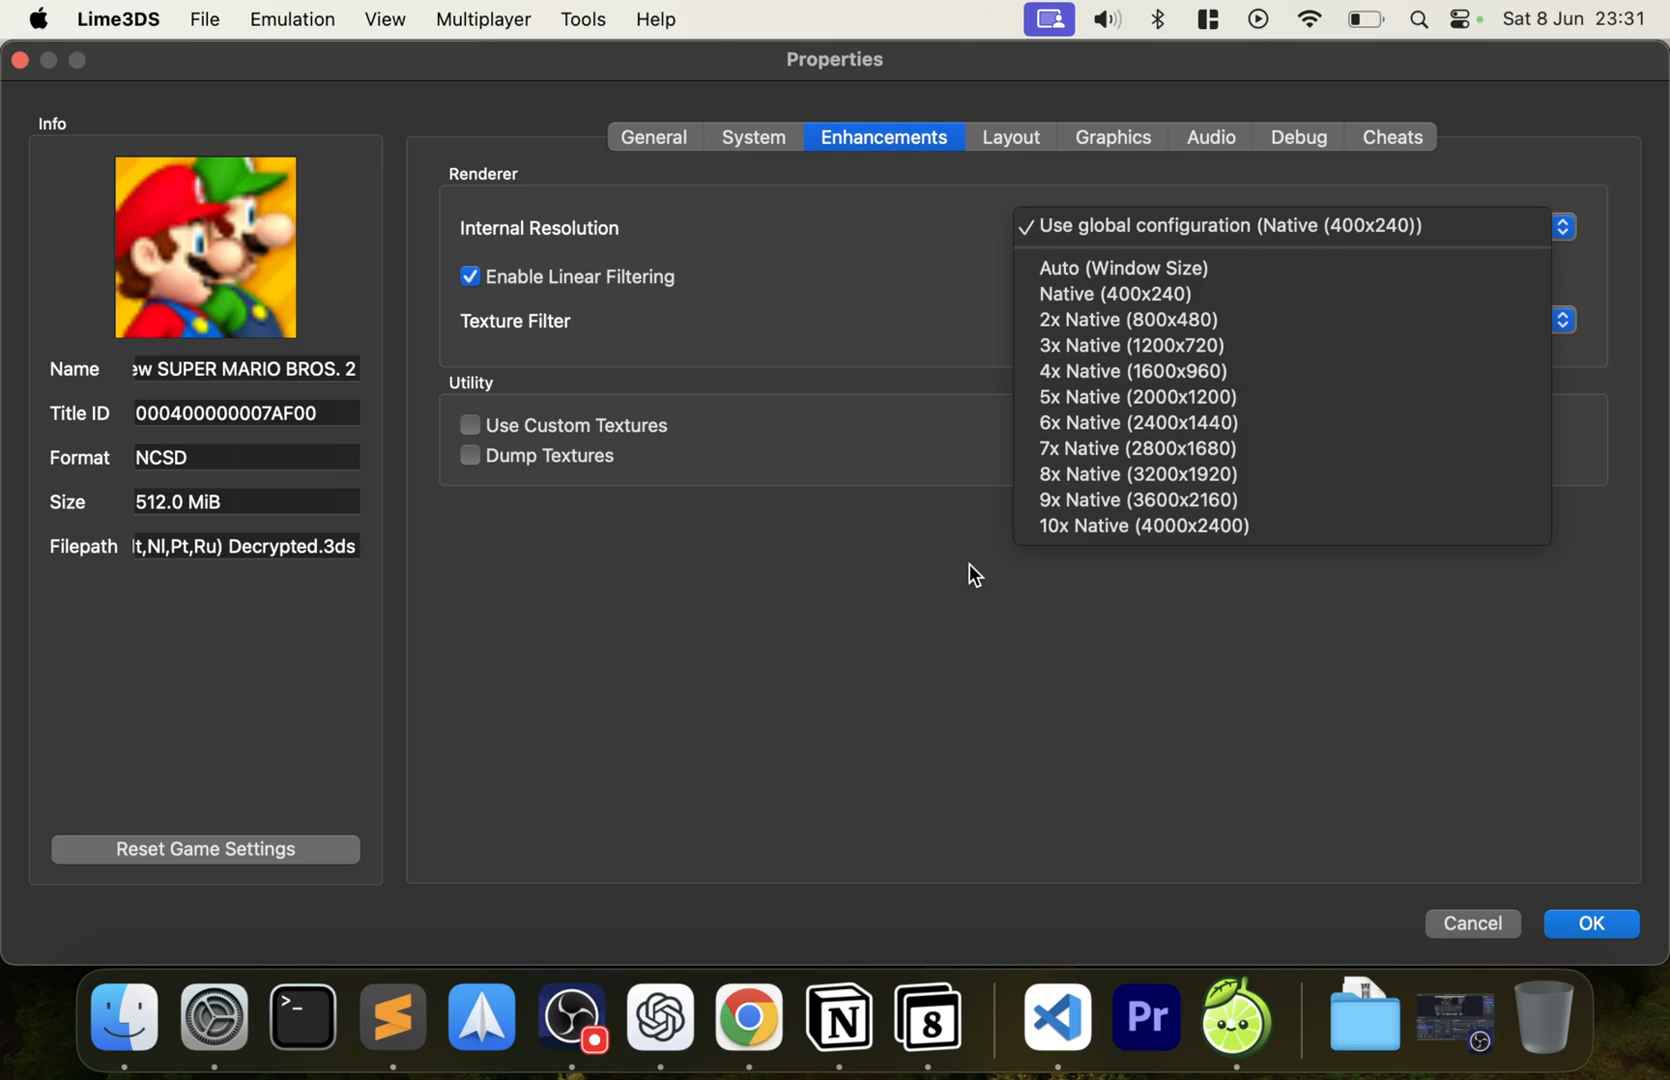 Lime3DS File Emulation View Multiplayer Tools Help Sat 8 Jun 23:31
Properties
Info
Name ew SUPER MARIO BROS. 2
Title ID 000400000007AF00
Format NCSD
Size 512.0 MiB
Filepath It,Nl,Pt,Ru) Decrypted.3ds
Reset Game Settings
General System Enhancements Layout Graphics Audio Debug Cheats
Renderer
Internal Resolution
✓ Use global configuration (Native (400x240))
Auto (Window Size)
Native (400x240)
2x Native (800x480)
3x Native (1200x720)
4x Native (1600x960)
5x Native (2000x1200)
6x Native (2400x1440)
7x Native (2800x1680)
8x Native (3200x1920)
9x Native (3600x2160)
10x Native (4000x2400)
Enable Linear Filtering
Texture Filter
Utility
Use Custom Textures
Dump Textures
Cancel OK
>_ N 8 Pr